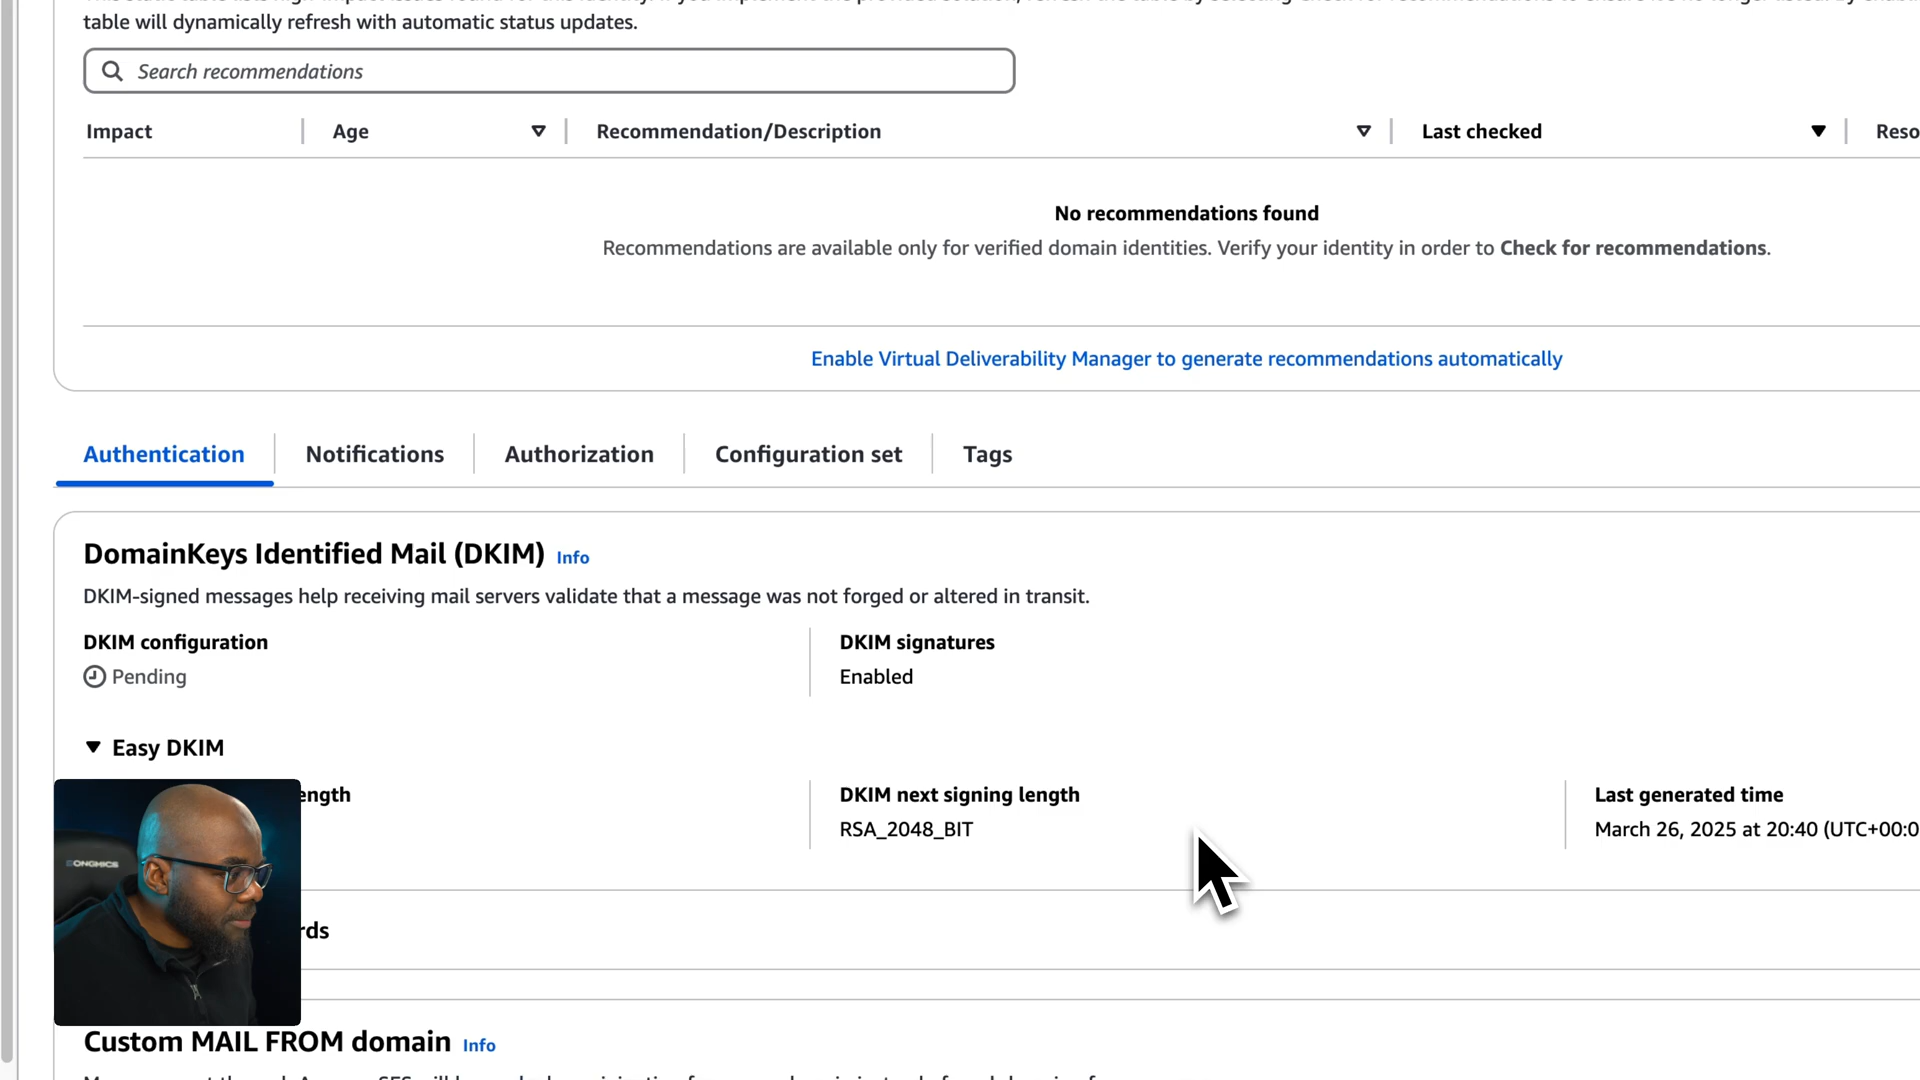 table will dynamically refresh with automatic status updates.
Search recommendations
Impact Age Recommendation/Description Last checked Reso
No recommendations found
Recommendations are available only for verified domain identities. Verify your identity in order to Check for recommendations.
Enable Virtual Deliverability Manager to generate recommendations automatically
Authentication Notifications Authorization Configuration set Tags
DomainKeys Identified Mail (DKIM) Info
DKIM-signed messages help receiving mail servers validate that a message was not forged or altered in transit.
DKIM configuration DKIM signatures
Pending Enabled
Easy DKIM
ength DKIM next signing length Last generated time
RSA_2048_BIT March 26, 2025 at 20:40 (UTC+00:0
rds
Custom MAIL FROM domain Info